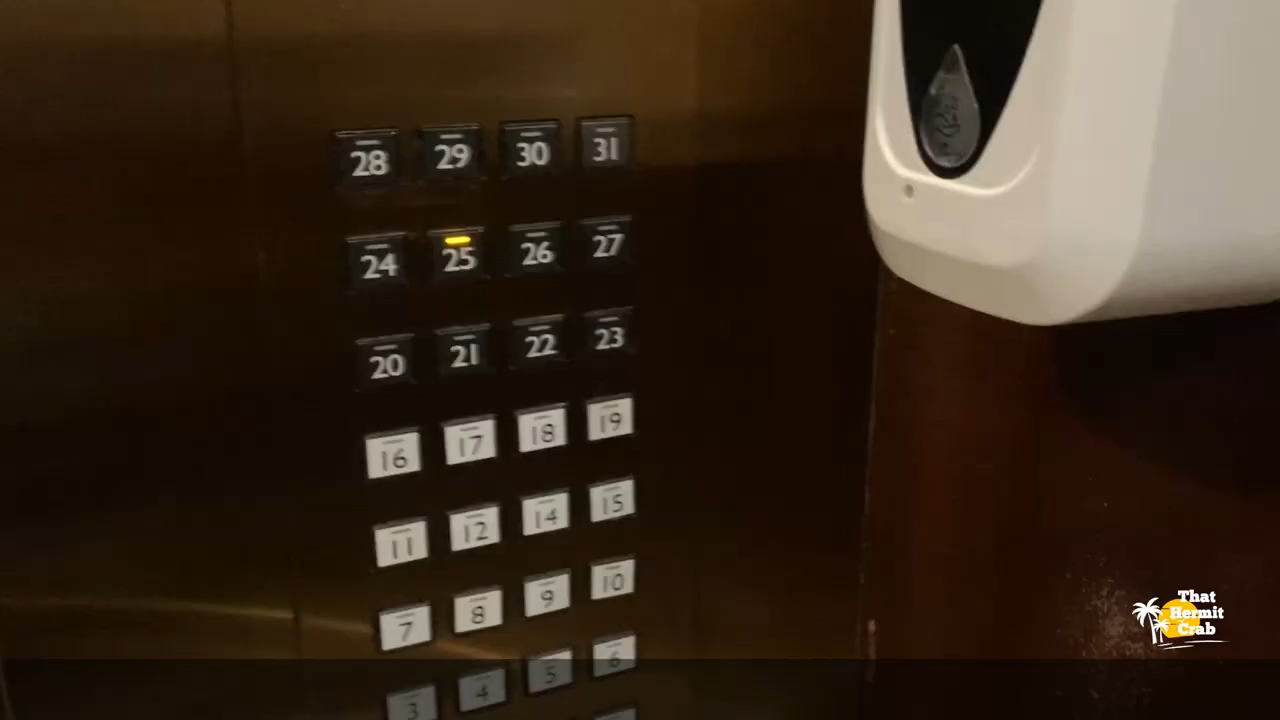 28 29 30 31
24 25 26 27
20 21 22 23
16 17 18 19
11 12 14 15
7 8 9 10
3 4 5 6
That
Hermit
Crab